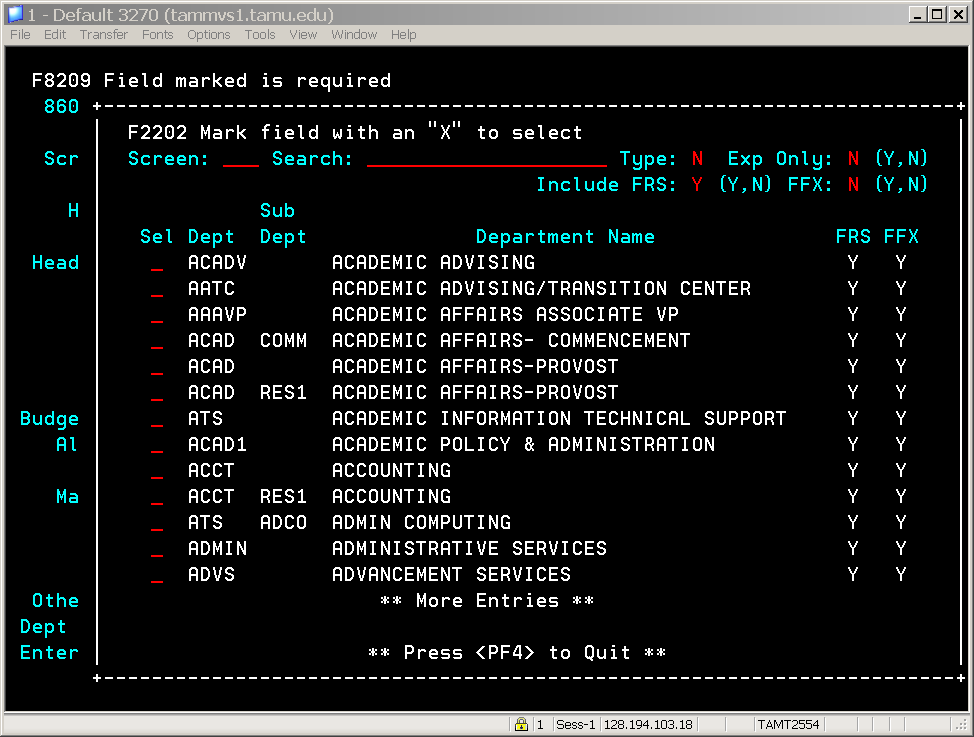 1 - Default 3270 (tammvs1.tamu.edu)
File Edit Transfer Fonts Options Tools View Window Help
F8209 Field marked is required
860 +------------------------------------------------------------------------+
F2202 Mark field with an "X" to select
Scr Screen: ___ Search: ____________________ Type: N Exp Only: N (Y,N)
Include FRS: Y (Y,N) FFX: N (Y,N)
H Sub
Sel Dept Dept Department Name FRS FFX
Head _ ACADV ACADEMIC ADVISING Y Y
_ AATC ACADEMIC ADVISING/TRANSITION CENTER Y Y
_ AAAVP ACADEMIC AFFAIRS ASSOCIATE VP Y Y
_ ACAD COMM ACADEMIC AFFAIRS- COMMENCEMENT Y Y
_ ACAD ACADEMIC AFFAIRS-PROVOST Y Y
_ ACAD RES1 ACADEMIC AFFAIRS-PROVOST Y Y
Budge _ ATS ACADEMIC INFORMATION TECHNICAL SUPPORT Y Y
Al _ ACAD1 ACADEMIC POLICY & ADMINISTRATION Y Y
_ ACCT ACCOUNTING Y Y
Ma _ ACCT RES1 ACCOUNTING Y Y
_ ATS ADCO ADMIN COMPUTING Y Y
_ ADMIN ADMINISTRATIVE SERVICES Y Y
_ ADVS ADVANCEMENT SERVICES Y Y
Othe ** More Entries **
Dept
Enter ** Press <PF4> to Quit **
+------------------------------------------------------------------------+
1 Sess-1 128.194.103.18 TAMT2554